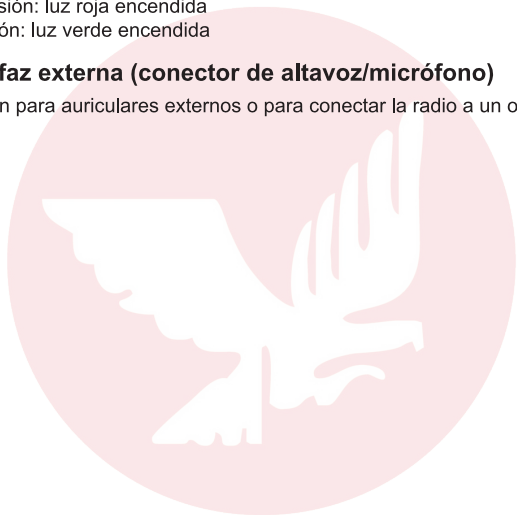 sión: luz roja encendida
ón: luz verde encendida
faz externa (conector de altavoz/micrófono)
n para auriculares externos o para conectar la radio a un o